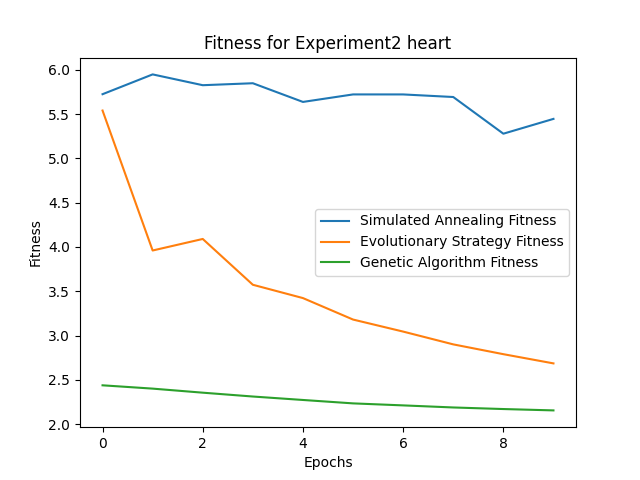 Fitness for Experiment2 heart
6.0
5.5
5.0
4.5
4.0
3.5
3.0
2.5
2.0
Fitness
Simulated Annealing Fitness
Evolutionary Strategy Fitness
Genetic Algorithm Fitness
0
2
4
6
8
Epochs